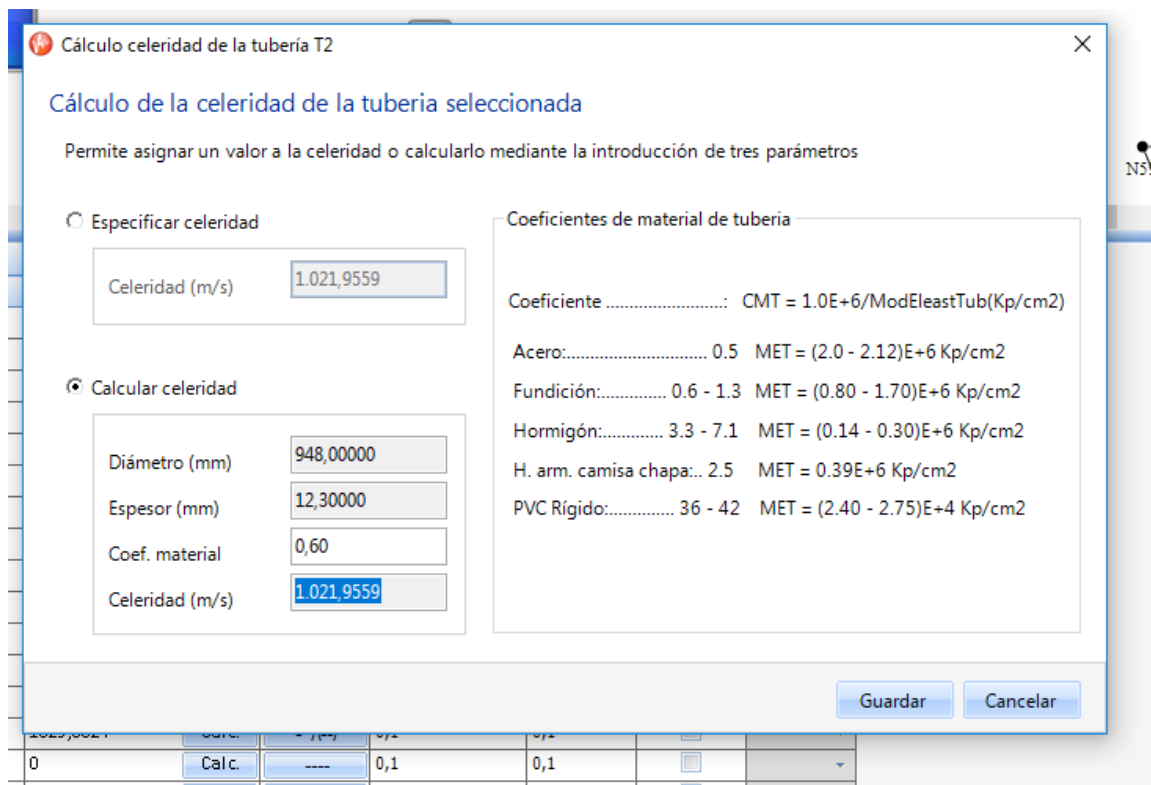 Cálculo celeridad de la tubería T2
Cálculo de la celeridad de la tuberia seleccionada
Permite asignar un valor a la celeridad o calcularlo mediante la introducción de tres parámetros
Especificar celeridad
Celeridad (m/s) 1.021,9559
Calcular celeridad
Diámetro (mm) 948,00000
Espesor (mm) 12,30000
Coef. material 0,60
Celeridad (m/s) 1.021,9559
Coeficientes de material de tuberia
Coeficiente .........................: CMT = 1.0E+6/ModEleastTub(Kp/cm2)
Acero:.............................. 0.5 MET = (2.0 - 2.12)E+6 Kp/cm2
Fundición:.............. 0.6 - 1.3 MET = (0.80 - 1.70)E+6 Kp/cm2
Hormigón:............. 3.3 - 7.1 MET = (0.14 - 0.30)E+6 Kp/cm2
H. arm. camisa chapa:.. 2.5 MET = 0.39E+6 Kp/cm2
PVC Rígido:.............. 36 - 42 MET = (2.40 - 2.75)E+4 Kp/cm2
Guardar Cancelar
0 Calc. ---- 0,1 0,1